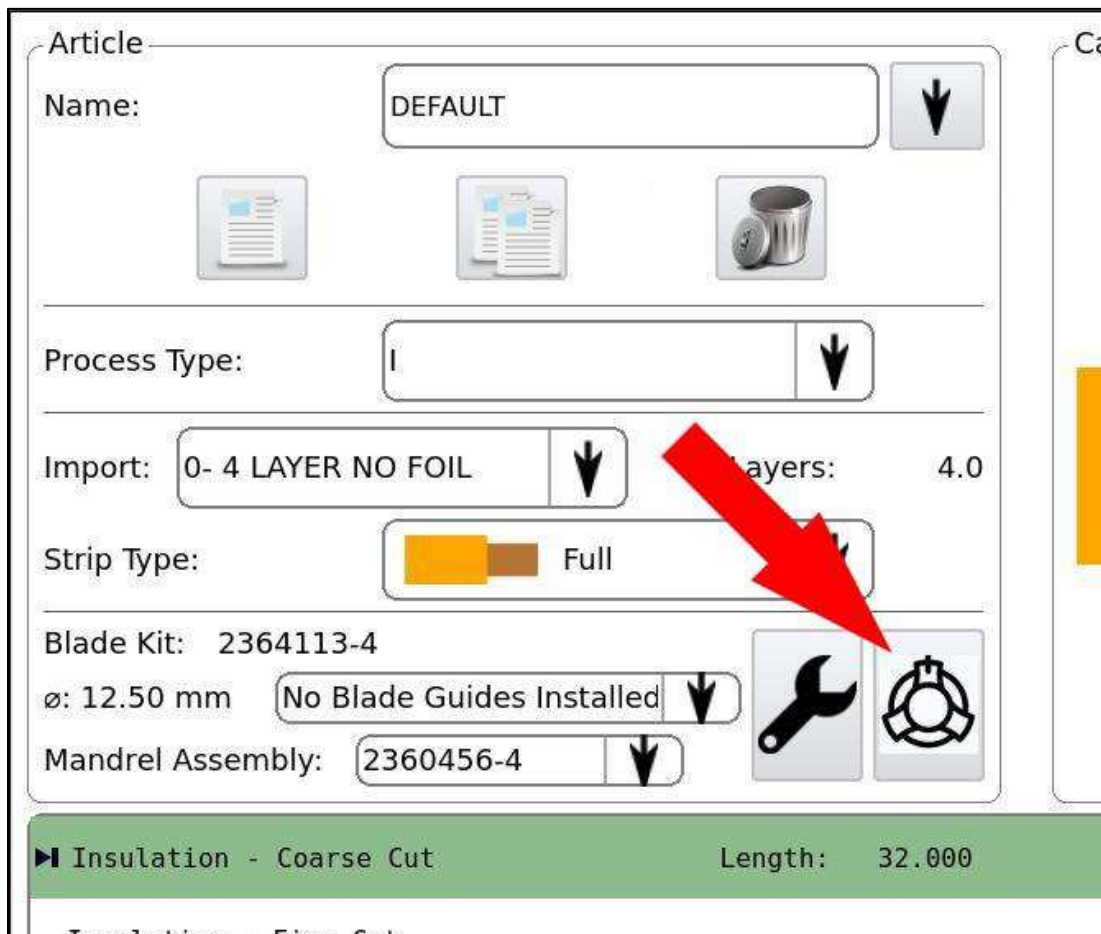 Article
Name: DEFAULT
Process Type: I
Import: 0- 4 LAYER NO FOIL ayers: 4.0
Strip Type: Full
Blade Kit: 2364113-4
⌀: 12.50 mm No Blade Guides Installed
Mandrel Assembly: 2360456-4
Insulation - Coarse Cut Length: 32.000